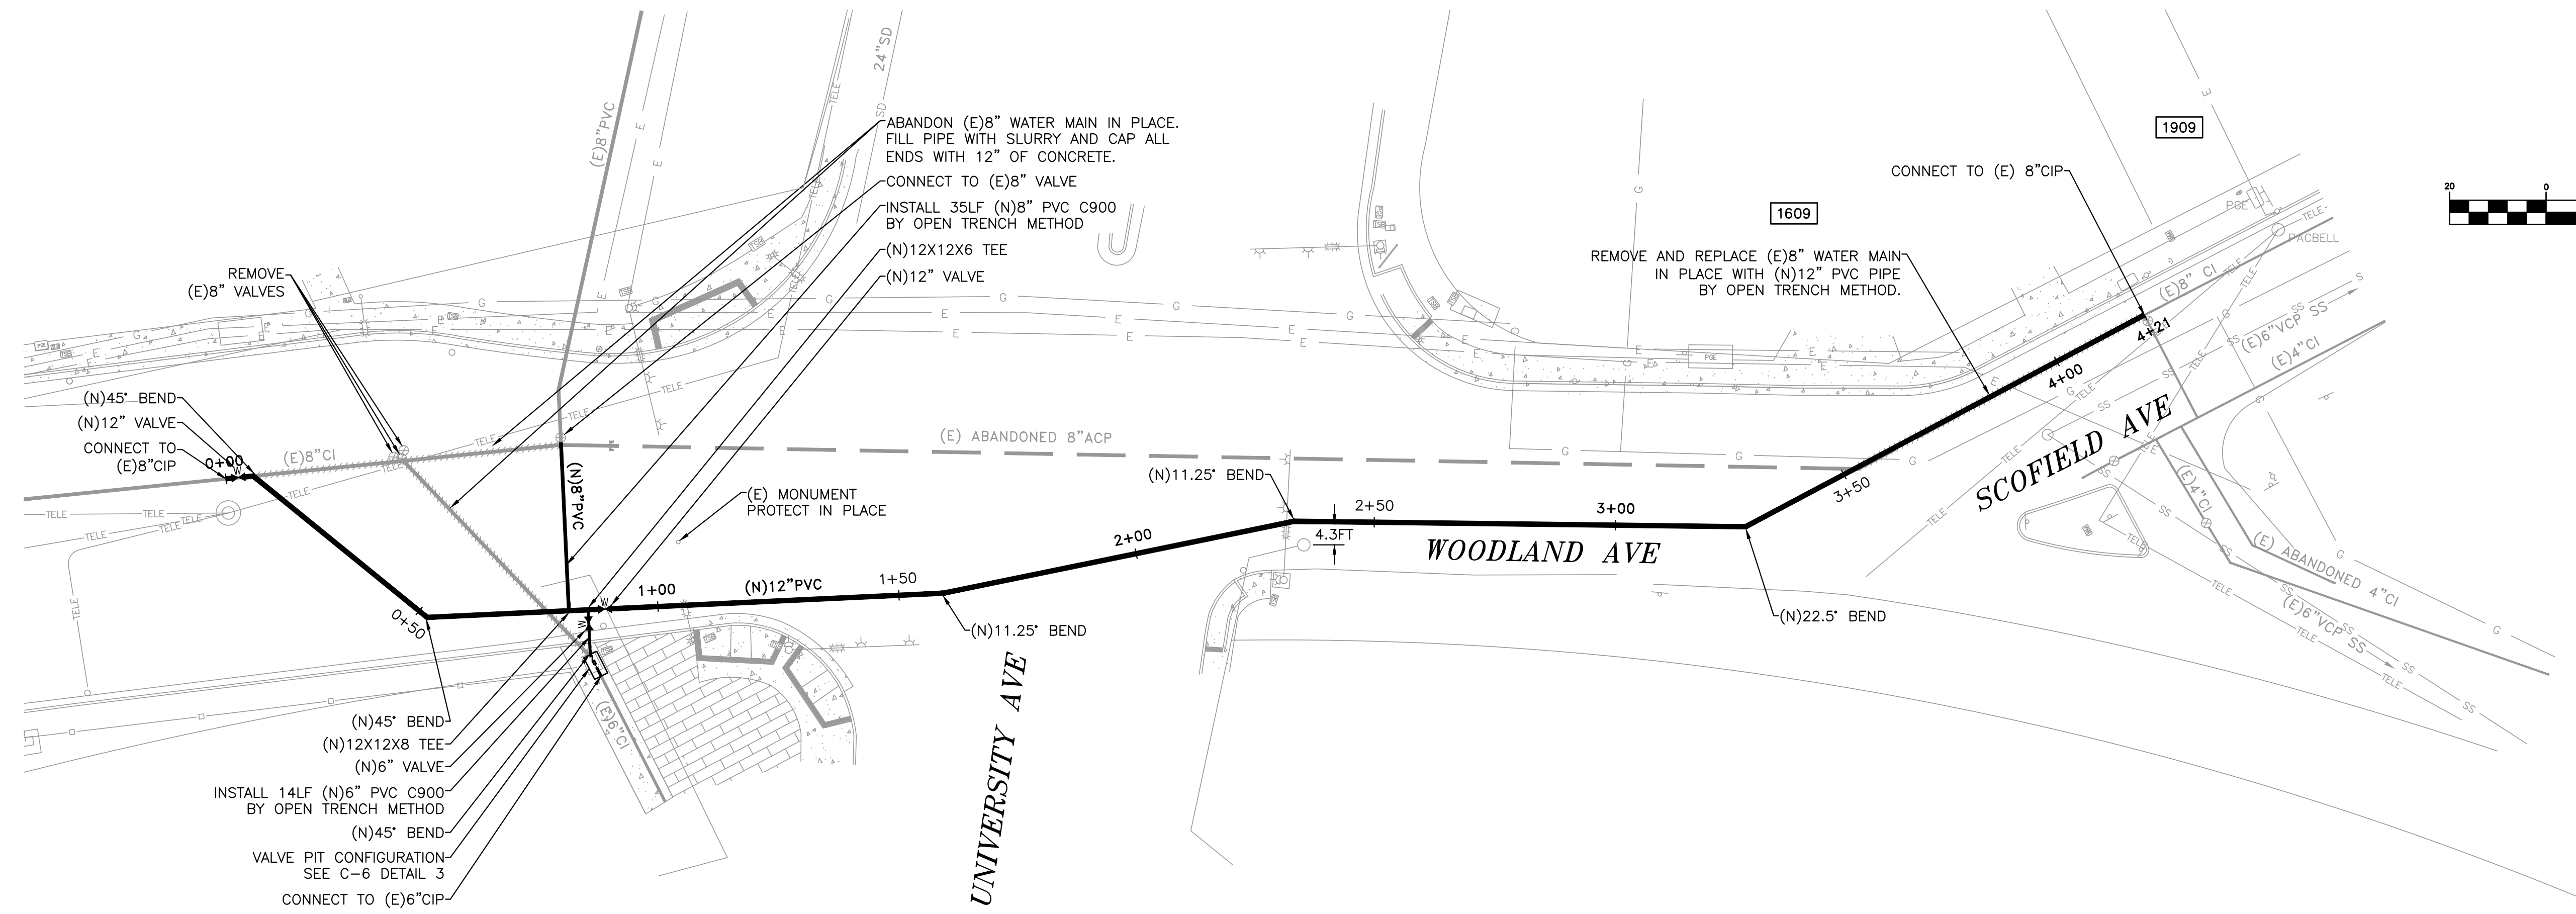 24"SD
SD
(E)8"PVC
ABANDON (E)8" WATER MAIN IN PLACE.
FILL PIPE WITH SLURRY AND CAP ALL
ENDS WITH 12" OF CONCRETE.
CONNECT TO (E)8" VALVE
INSTALL 35LF (N)8" PVC C900
BY OPEN TRENCH METHOD
(N)12X12X6 TEE
(N)12" VALVE
REMOVE
(E)8" VALVES
(N)45° BEND
(N)12" VALVE
CONNECT TO
(E)8"CIP
0+00
W
(E)8"CI
TELE
(N)8"PVC
(E) ABANDONED 8"ACP
(E) MONUMENT
PROTECT IN PLACE
0+50
W
W
1+00
(N)12"PVC
1+50
2+00
(N)11.25° BEND
(N)11.25° BEND
2+50
3+00
4.3FT
WOODLAND AVE
(N)22.5° BEND
UNIVERSITY AVE
(N)45° BEND
(N)12X12X8 TEE
(N)6" VALVE
INSTALL 14LF (N)6" PVC C900
BY OPEN TRENCH METHOD
(N)45° BEND
VALVE PIT CONFIGURATION
SEE C-6 DETAIL 3
CONNECT TO (E)6"CIP
(E)6"CI
1909
1609
CONNECT TO (E) 8"CIP
REMOVE AND REPLACE (E)8" WATER MAIN
IN PLACE WITH (N)12" PVC PIPE
BY OPEN TRENCH METHOD.
20
0
PGE
PACBELL
PGE
(E)8" CI
4+21
(E)6"VCP SS
(E)4"CI
4+00
3+50
SCOFIELD AVE
(E)4"CI
(E) ABANDONED 4"CI
(E)6"VCP SS
TELE
SS
G
E
S